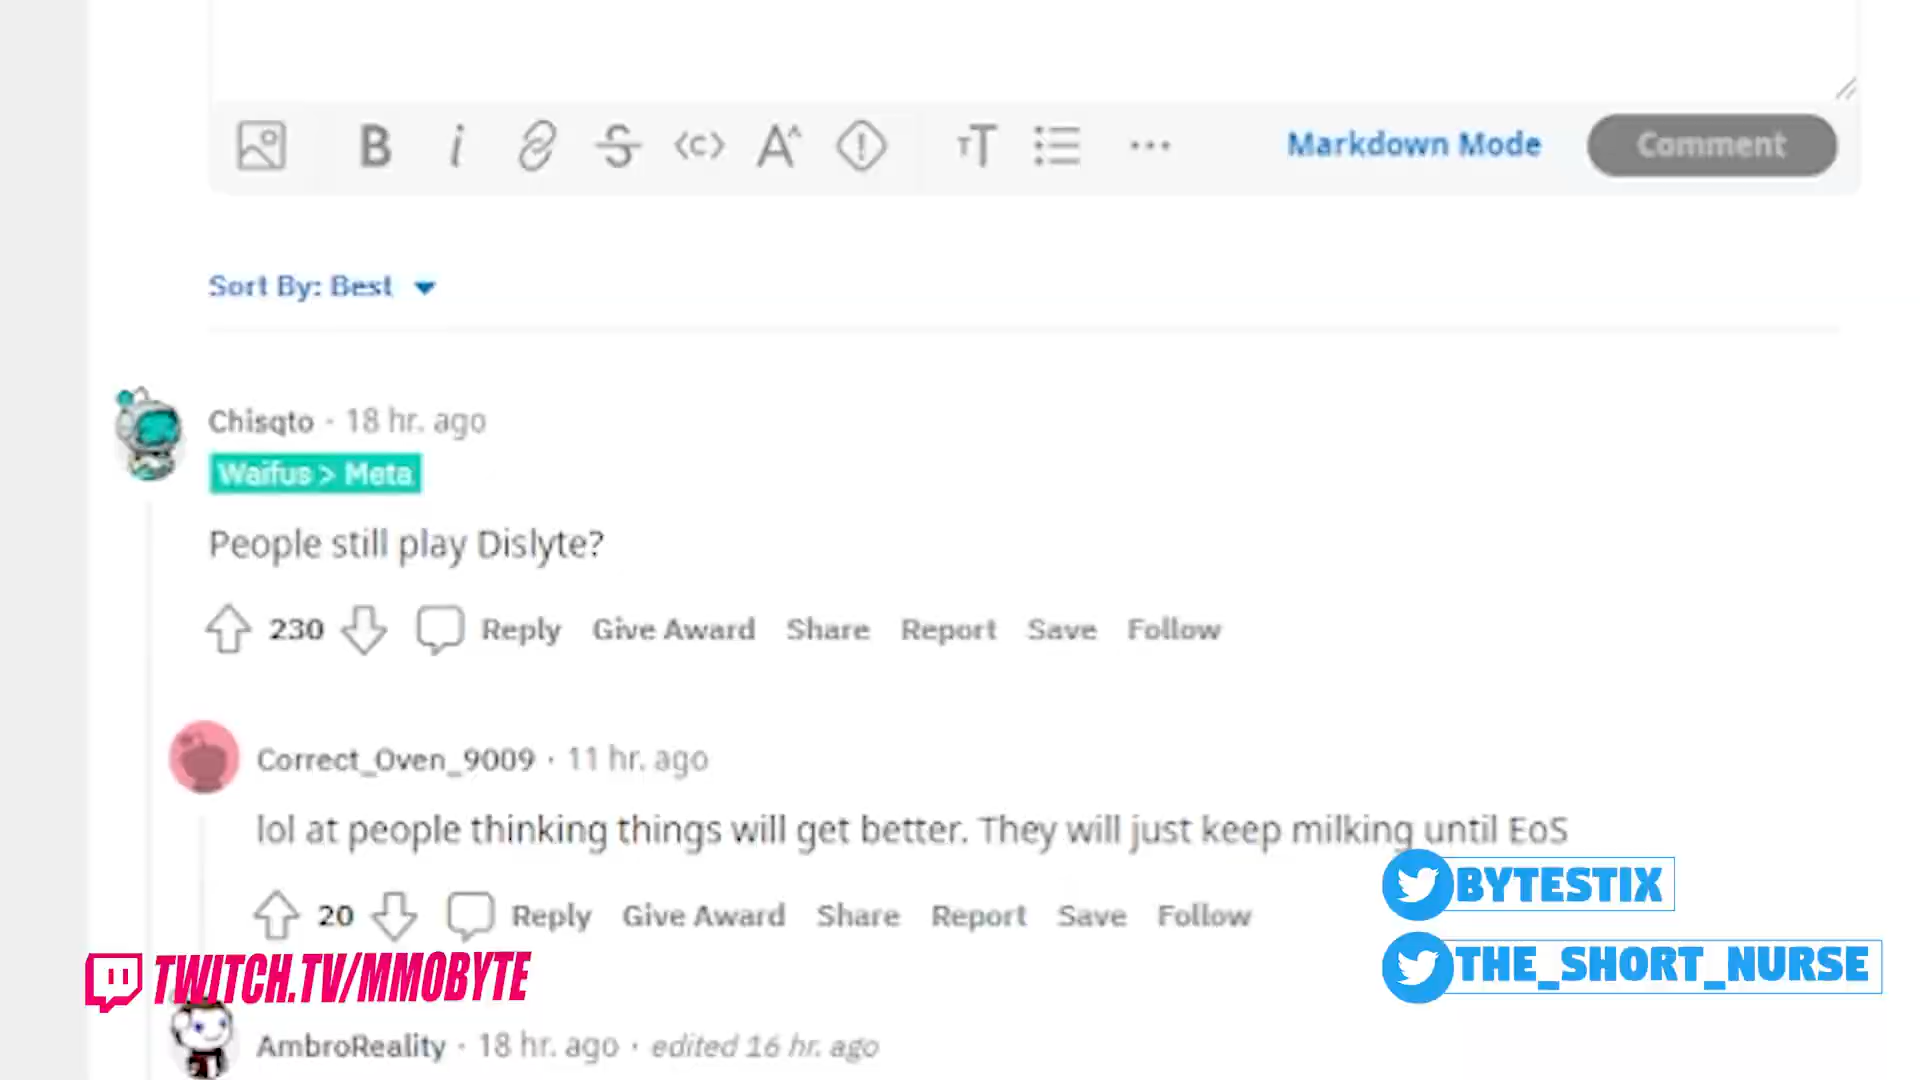 B i S <c> A^ ! TT ...
Markdown Mode
Comment
Sort By: Best
Chisqto · 18 hr. ago
Waifus > Meta
People still play Dislyte?
230 Reply Give Award Share Report Save Follow
Correct_Oven_9009 · 11 hr. ago
lol at people thinking things will get better. They will just keep milking until EoS
20 Reply Give Award Share Report Save Follow
BYTESTIX
TWITCH.TV/MMOBYTE
THE_SHORT_NURSE
AmbroReality · 18 hr. ago · edited 16 hr. ago